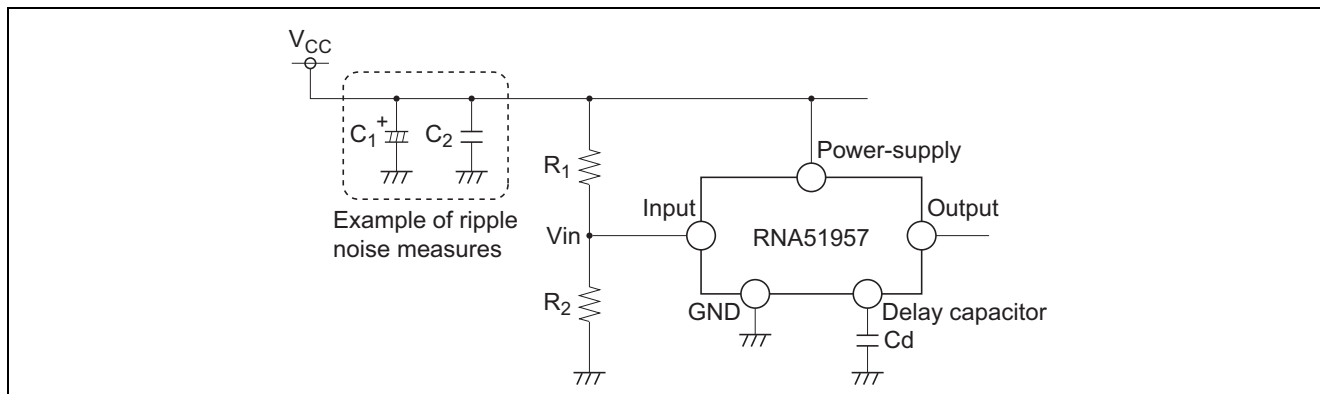 VCC
+
C1
C2
R1
Power-supply
Example of ripple
noise measures
Input
Output
Vin
RNA51957
R2
GND
Delay capacitor
Cd